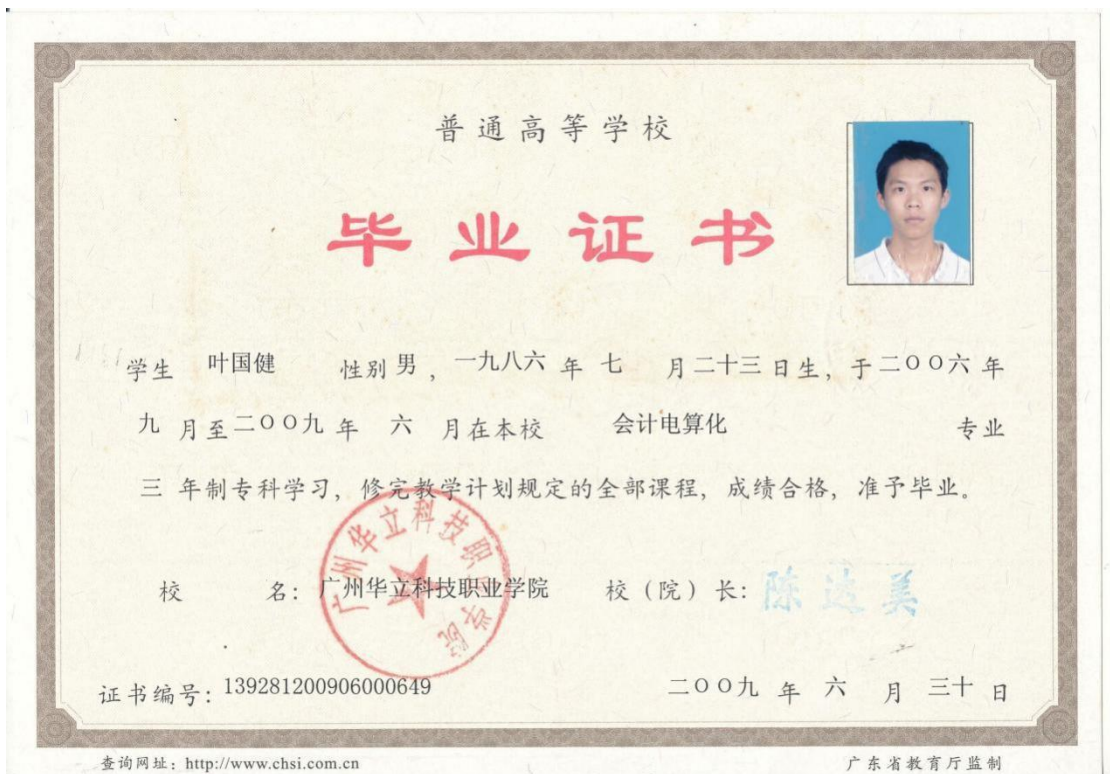 普通高等学校
毕业证书
学生 叶国健 性别 男 , 一九八六 年 七 月 二十三 日生, 于 二〇〇六 年
九 月至 二〇〇九 年 六 月在本校 会计电算化 专业
三 年制专科学习, 修完教学计划规定的全部课程, 成绩合格, 准予毕业。
广州华立科技职业学院
校 名: 广州华立科技职业学院 校 (院) 长: 陈达美
证书编号: 139281200906000649 二〇〇九 年 六 月 三十 日
查询网址: http://www.chsi.com.cn 广东省教育厅监制